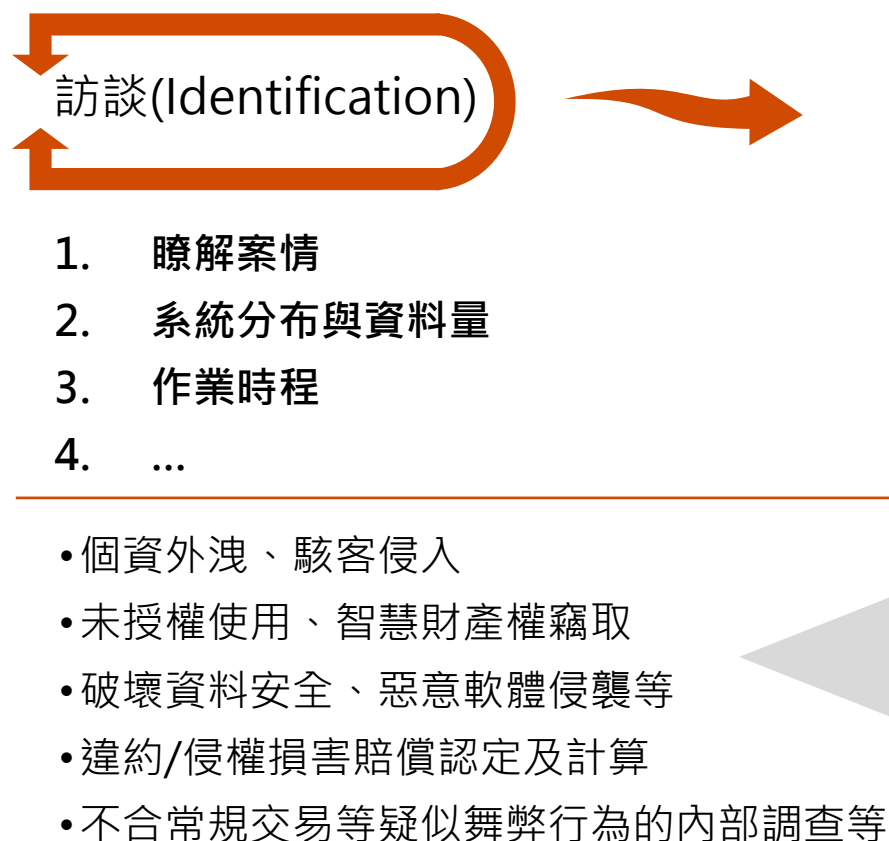 訪談(Identification)
1. 瞭解案情
2. 系統分布與資料量
3. 作業時程
4. ...
•個資外洩、駭客侵入
•未授權使用、智慧財產權竊取
•破壞資料安全、惡意軟體侵襲等
•違約/侵權損害賠償認定及計算
•不合常規交易等疑似舞弊行為的內部調查等